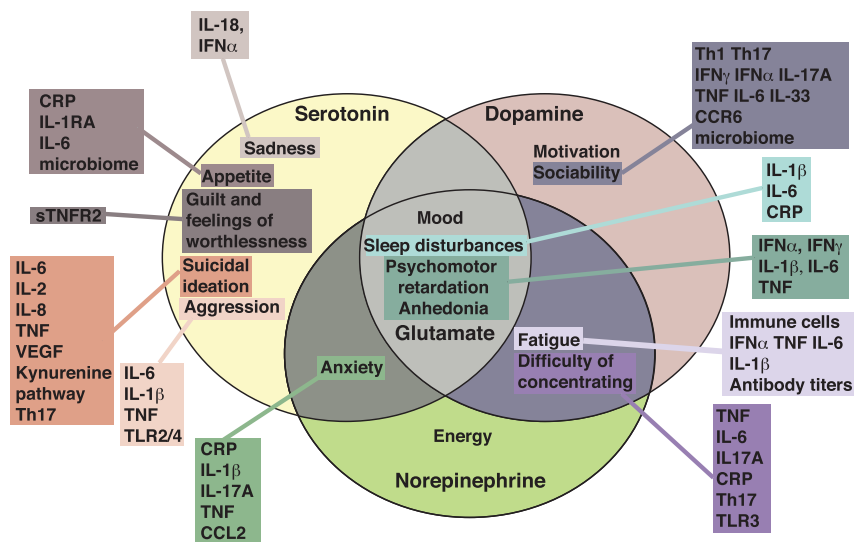 IL-18,
IFNα
CRP
IL-1RA
IL-6
microbiome
sTNFR2
IL-6
IL-2
IL-8
TNF
VEGF
Kynurenine
pathway
Th17
IL-6
IL-1β
TNF
TLR2/4
CRP
IL-1β
IL-17A
TNF
CCL2
Serotonin
Sadness
Appetite
Guilt and
feelings of
worthlessness
Suicidal
ideation
Aggression
Anxiety
Mood
Sleep disturbances
Psychomotor
retardation
Anhedonia
Glutamate
Dopamine
Motivation
Sociability
Fatigue
Difficulty of
concentrating
Energy
Norepinephrine
Th1 Th17
IFNγ IFNα IL-17A
TNF IL-6 IL-33
CCR6
microbiome
IL-1β
IL-6
CRP
IFNα, IFNγ
IL-1β, IL-6
TNF
Immune cells
IFNα TNF IL-6
IL-1β
Antibody titers
TNF
IL-6
IL17A
CRP
Th17
TLR3